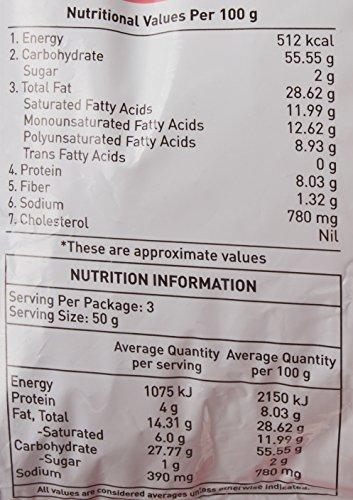 Nutritional Values Per 100 g
1. Energy 512 kcal
2. Carbohydrate 55.55 g
Sugar 2 g
3. Total Fat 28.62 g
Saturated Fatty Acids 11.99 g
Monounsaturated Fatty Acids 12.62 g
Polyunsaturated Fatty Acids 8.93 g
Trans Fatty Acids 0 g
4. Protein 8.03 g
5. Fiber 1.32 g
6. Sodium 780 mg
7. Cholesterol Nil
*These are approximate values
NUTRITION INFORMATION
Serving Per Package: 3
Serving Size: 50 g
Average Quantity Average Quantity
per serving per 100 g
Energy 1075 kJ 2150 kJ
Protein 4 g 8.03 g
Fat, Total 14.31 g 28.62 g
-Saturated 6.0 g 11.99 g
Carbohydrate 27.77 g 55.55 g
-Sugar 1 g 2 g
Sodium 390 mg 780 mg
All values are considered averages unless otherwise indicated.